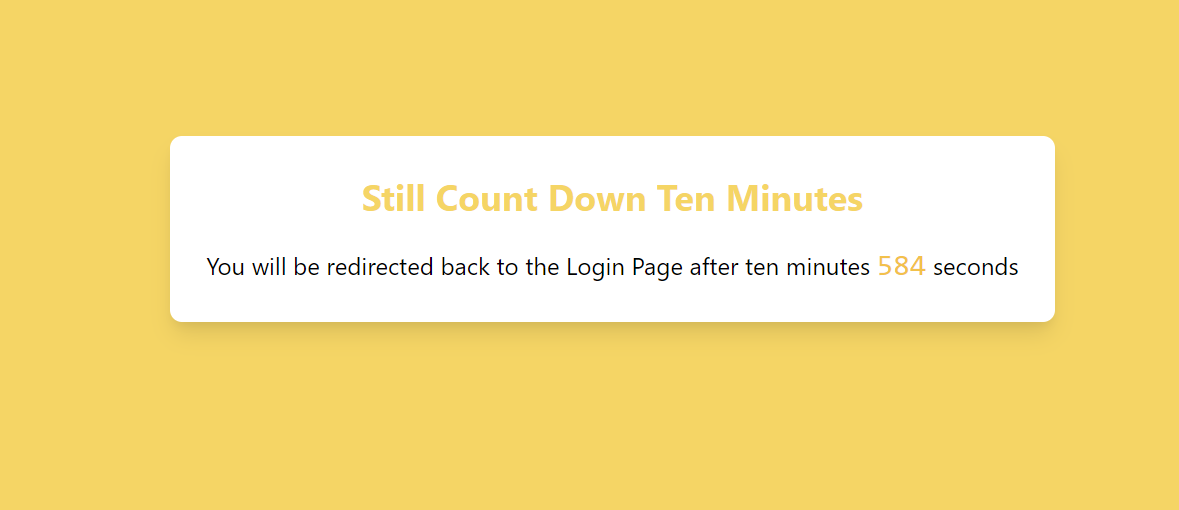 Still Count Down Ten Minutes
You will be redirected back to the Login Page after ten minutes 584 seconds